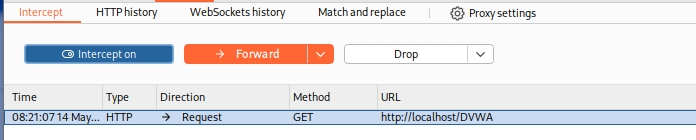 Intercept HTTP history WebSockets history Match and replace Proxy settings
Intercept on Forward Drop
Time Type Direction Method URL
08:21:07 14 May... HTTP → Request GET http://localhost/DVWA